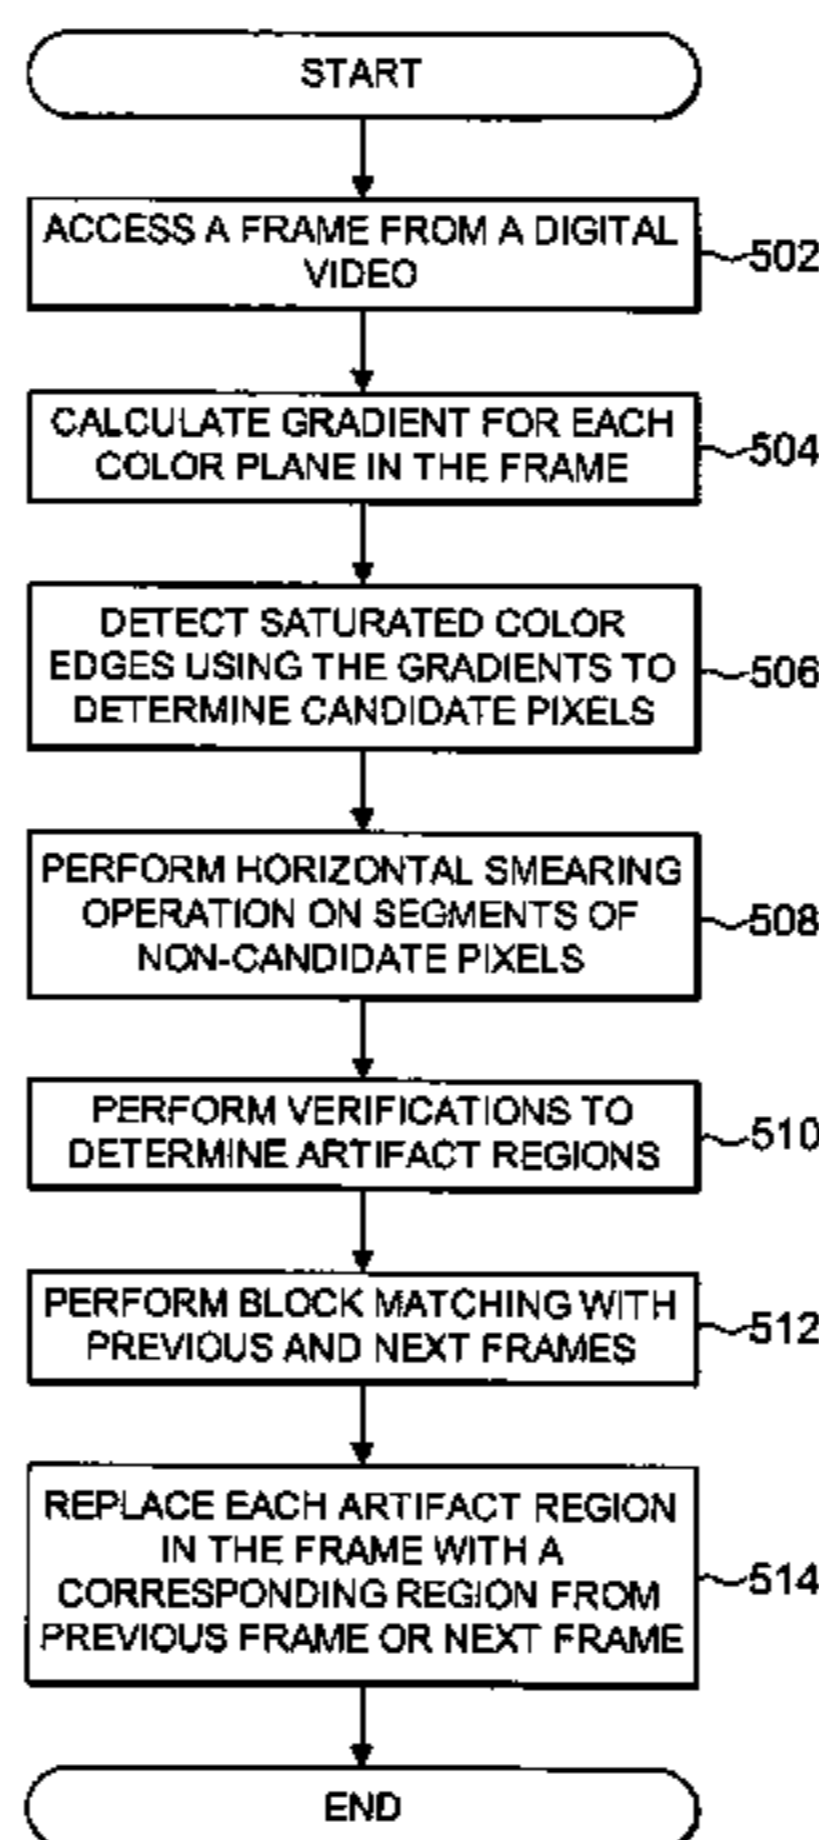 START
ACCESS A FRAME FROM A DIGITAL
VIDEO
502
CALCULATE GRADIENT FOR EACH
COLOR PLANE IN THE FRAME
504
DETECT SATURATED COLOR
EDGES USING THE GRADIENTS TO
DETERMINE CANDIDATE PIXELS
506
PERFORM HORIZONTAL SMEARING
OPERATION ON SEGMENTS OF
NON-CANDIDATE PIXELS
508
PERFORM VERIFICATIONS TO
DETERMINE ARTIFACT REGIONS
510
PERFORM BLOCK MATCHING WITH
PREVIOUS AND NEXT FRAMES
512
REPLACE EACH ARTIFACT REGION
IN THE FRAME WITH A
CORRESPONDING REGION FROM
PREVIOUS FRAME OR NEXT FRAME
514
END